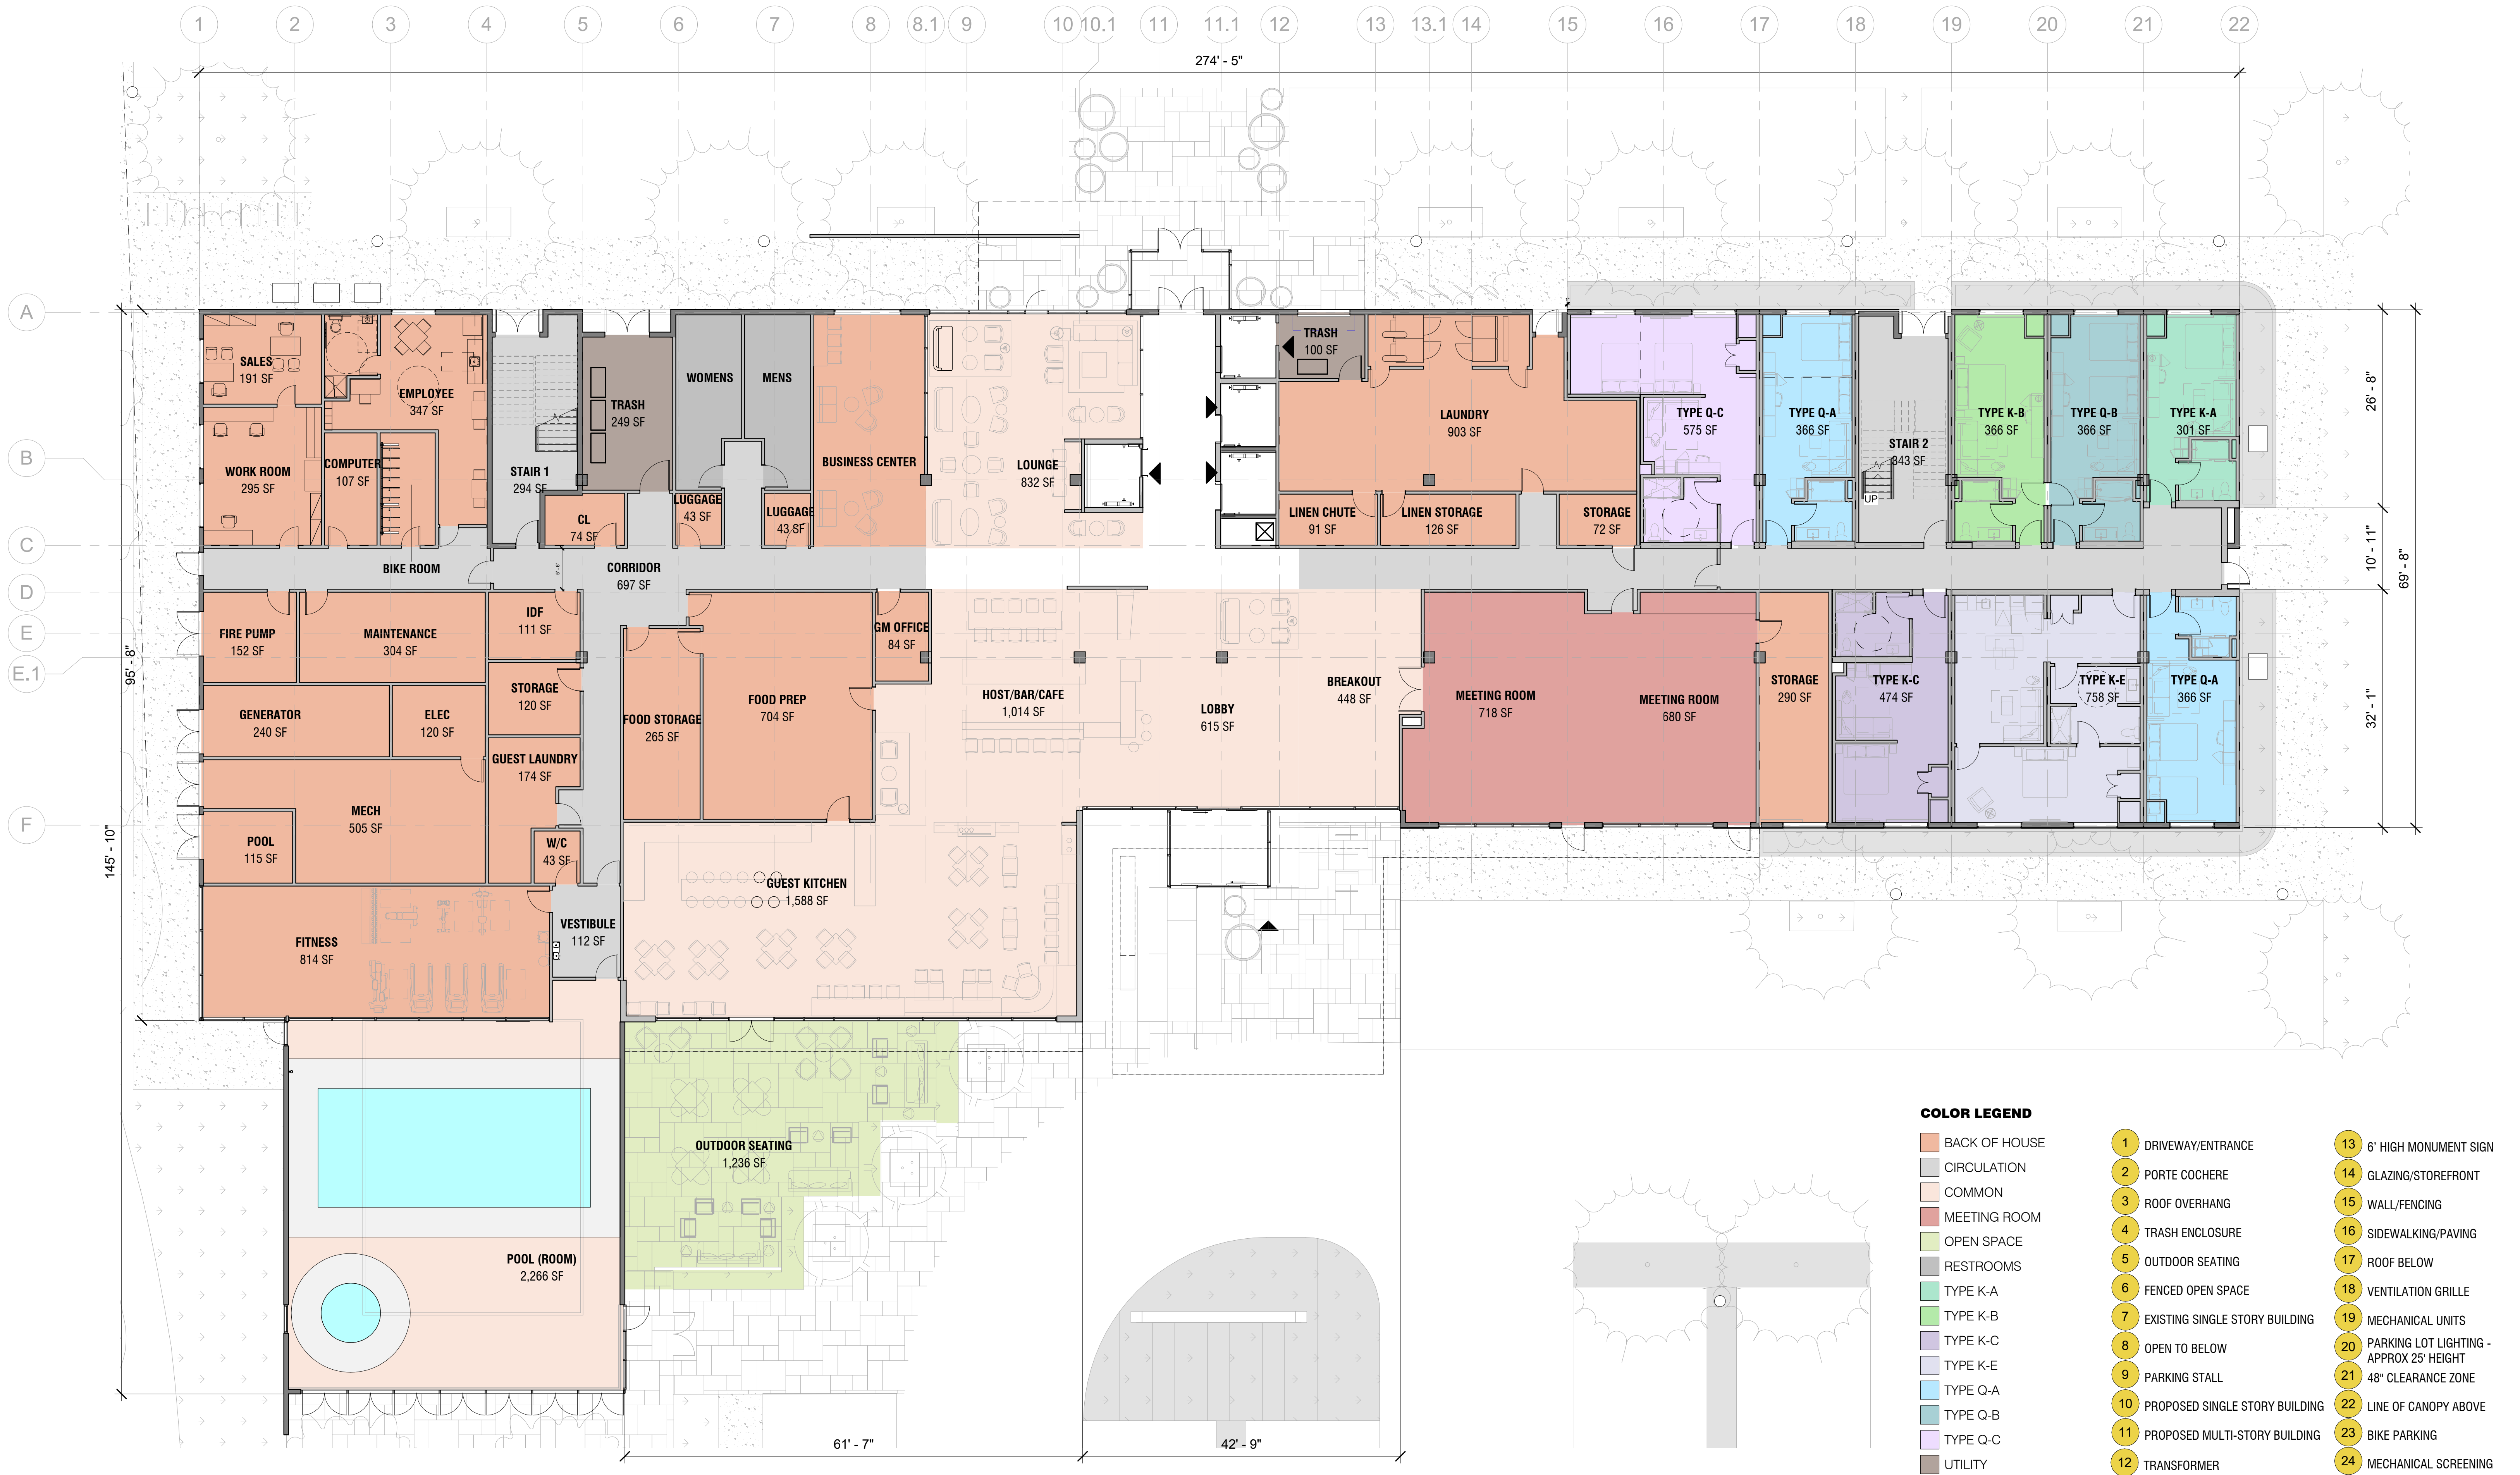 1 2 3 4 5 6 7 8 8.1 9 10 10.1 11 11.1 12 13 13.1 14 15 16 17 18 19 20 21 22
274' - 5"
A
B
C
D
E
E.1
F
95' - 8"
145' - 10"
26' - 8"
10' - 11"
69' - 8"
32' - 1"
SALES
191 SF
EMPLOYEE
347 SF
WORK ROOM
295 SF
COMPUTER
107 SF
STAIR 1
294 SF
TRASH
249 SF
WOMENS
MENS
BUSINESS CENTER
LOUNGE
832 SF
CL
74 SF
LUGGAGE
43 SF
LUGGAGE
43 SF
TRASH
100 SF
LAUNDRY
903 SF
LINEN CHUTE
91 SF
LINEN STORAGE
126 SF
STORAGE
72 SF
TYPE Q-C
575 SF
TYPE Q-A
366 SF
STAIR 2
343 SF
UP
TYPE K-B
366 SF
TYPE Q-B
366 SF
TYPE K-A
301 SF
BIKE ROOM
CORRIDOR
697 SF
FIRE PUMP
152 SF
MAINTENANCE
304 SF
IDF
111 SF
STORAGE
120 SF
GENERATOR
240 SF
ELEC
120 SF
GUEST LAUNDRY
174 SF
MECH
505 SF
POOL
115 SF
W/C
43 SF
FOOD STORAGE
265 SF
FOOD PREP
704 SF
GM OFFICE
84 SF
HOST/BAR/CAFE
1,014 SF
LOBBY
615 SF
BREAKOUT
448 SF
MEETING ROOM
718 SF
MEETING ROOM
680 SF
STORAGE
290 SF
TYPE K-C
474 SF
TYPE K-E
758 SF
TYPE Q-A
366 SF
GUEST KITCHEN
1,588 SF
FITNESS
814 SF
VESTIBULE
112 SF
OUTDOOR SEATING
1,236 SF
POOL (ROOM)
2,266 SF
61' - 7"
42' - 9"
COLOR LEGEND
BACK OF HOUSE
CIRCULATION
COMMON
MEETING ROOM
OPEN SPACE
RESTROOMS
TYPE K-A
TYPE K-B
TYPE K-C
TYPE K-E
TYPE Q-A
TYPE Q-B
TYPE Q-C
UTILITY
1 DRIVEWAY/ENTRANCE
2 PORTE COCHERE
3 ROOF OVERHANG
4 TRASH ENCLOSURE
5 OUTDOOR SEATING
6 FENCED OPEN SPACE
7 EXISTING SINGLE STORY BUILDING
8 OPEN TO BELOW
9 PARKING STALL
10 PROPOSED SINGLE STORY BUILDING
11 PROPOSED MULTI-STORY BUILDING
12 TRANSFORMER
13 6' HIGH MONUMENT SIGN
14 GLAZING/STOREFRONT
15 WALL/FENCING
16 SIDEWALKING/PAVING
17 ROOF BELOW
18 VENTILATION GRILLE
19 MECHANICAL UNITS
20 PARKING LOT LIGHTING -
APPROX 25' HEIGHT
21 48" CLEARANCE ZONE
22 LINE OF CANOPY ABOVE
23 BIKE PARKING
24 MECHANICAL SCREENING